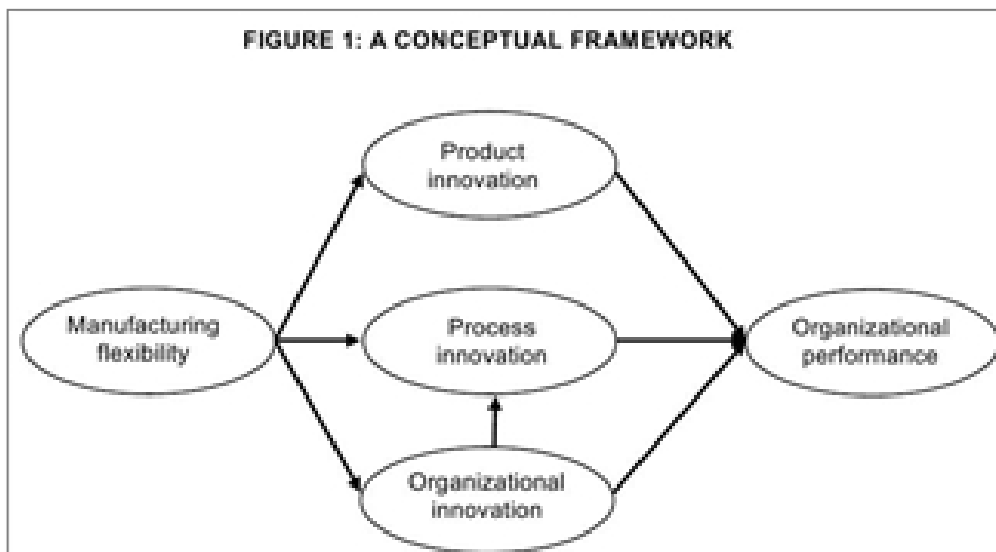 FIGURE 1: A CONCEPTUAL FRAMEWORK
Product
innovation
Manufacturing
flexibility
Process
innovation
Organizational
performance
Organizational
innovation